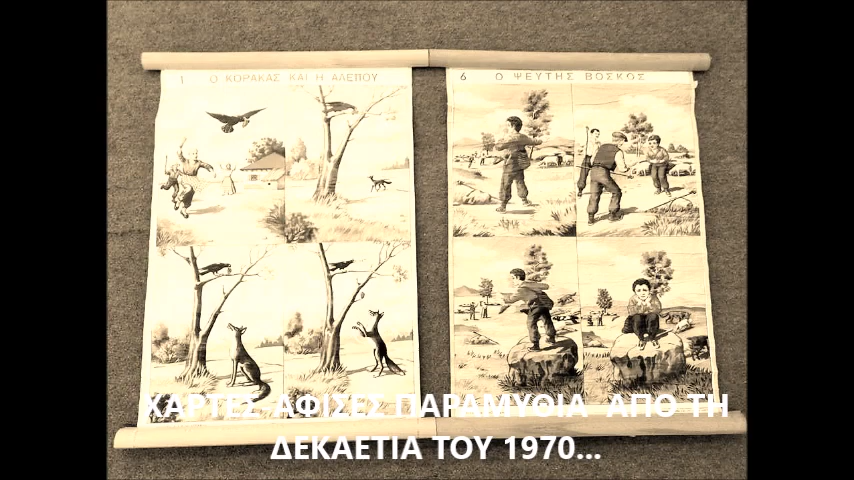 1 Ο ΚΟΡΑΚΑΣ ΚΑΙ Η ΑΛΕΠΟΥ
6 Ο ΨΕΥΤΗΣ ΒΟΣΚΟΣ
ΧΑΡΤΕΣ-ΑΦΙΣΕΣ ΠΑΡΑΜΥΘΙΑ ΑΠΟ ΤΗ
ΔΕΚΑΕΤΙΑ ΤΟΥ 1970...